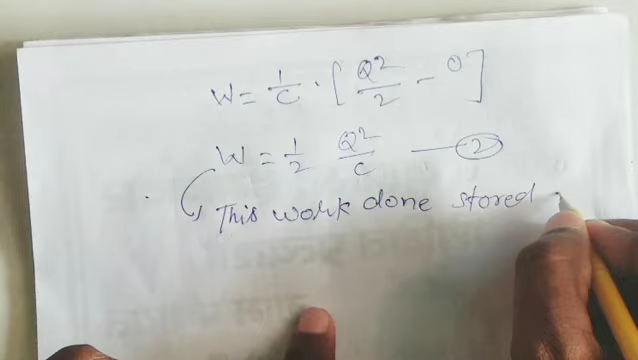 W = 1/C · [Q²/2 - 0]
W = 1/2 Q²/C — 2
This work done stored